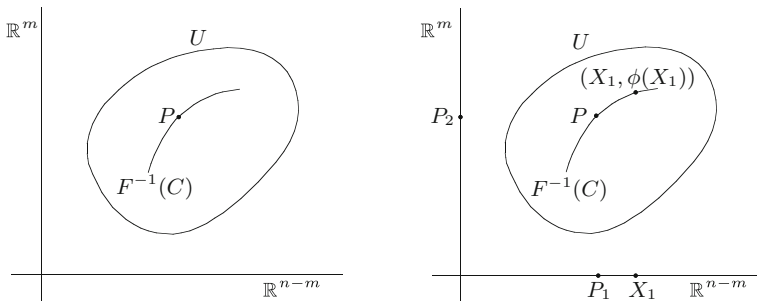 ℝ^m
U
P
F^{-1}(C)
ℝ^{n-m}
ℝ^m
U
(X_1, ϕ(X_1))
P_2
P
F^{-1}(C)
P_1 X_1 ℝ^{n-m}